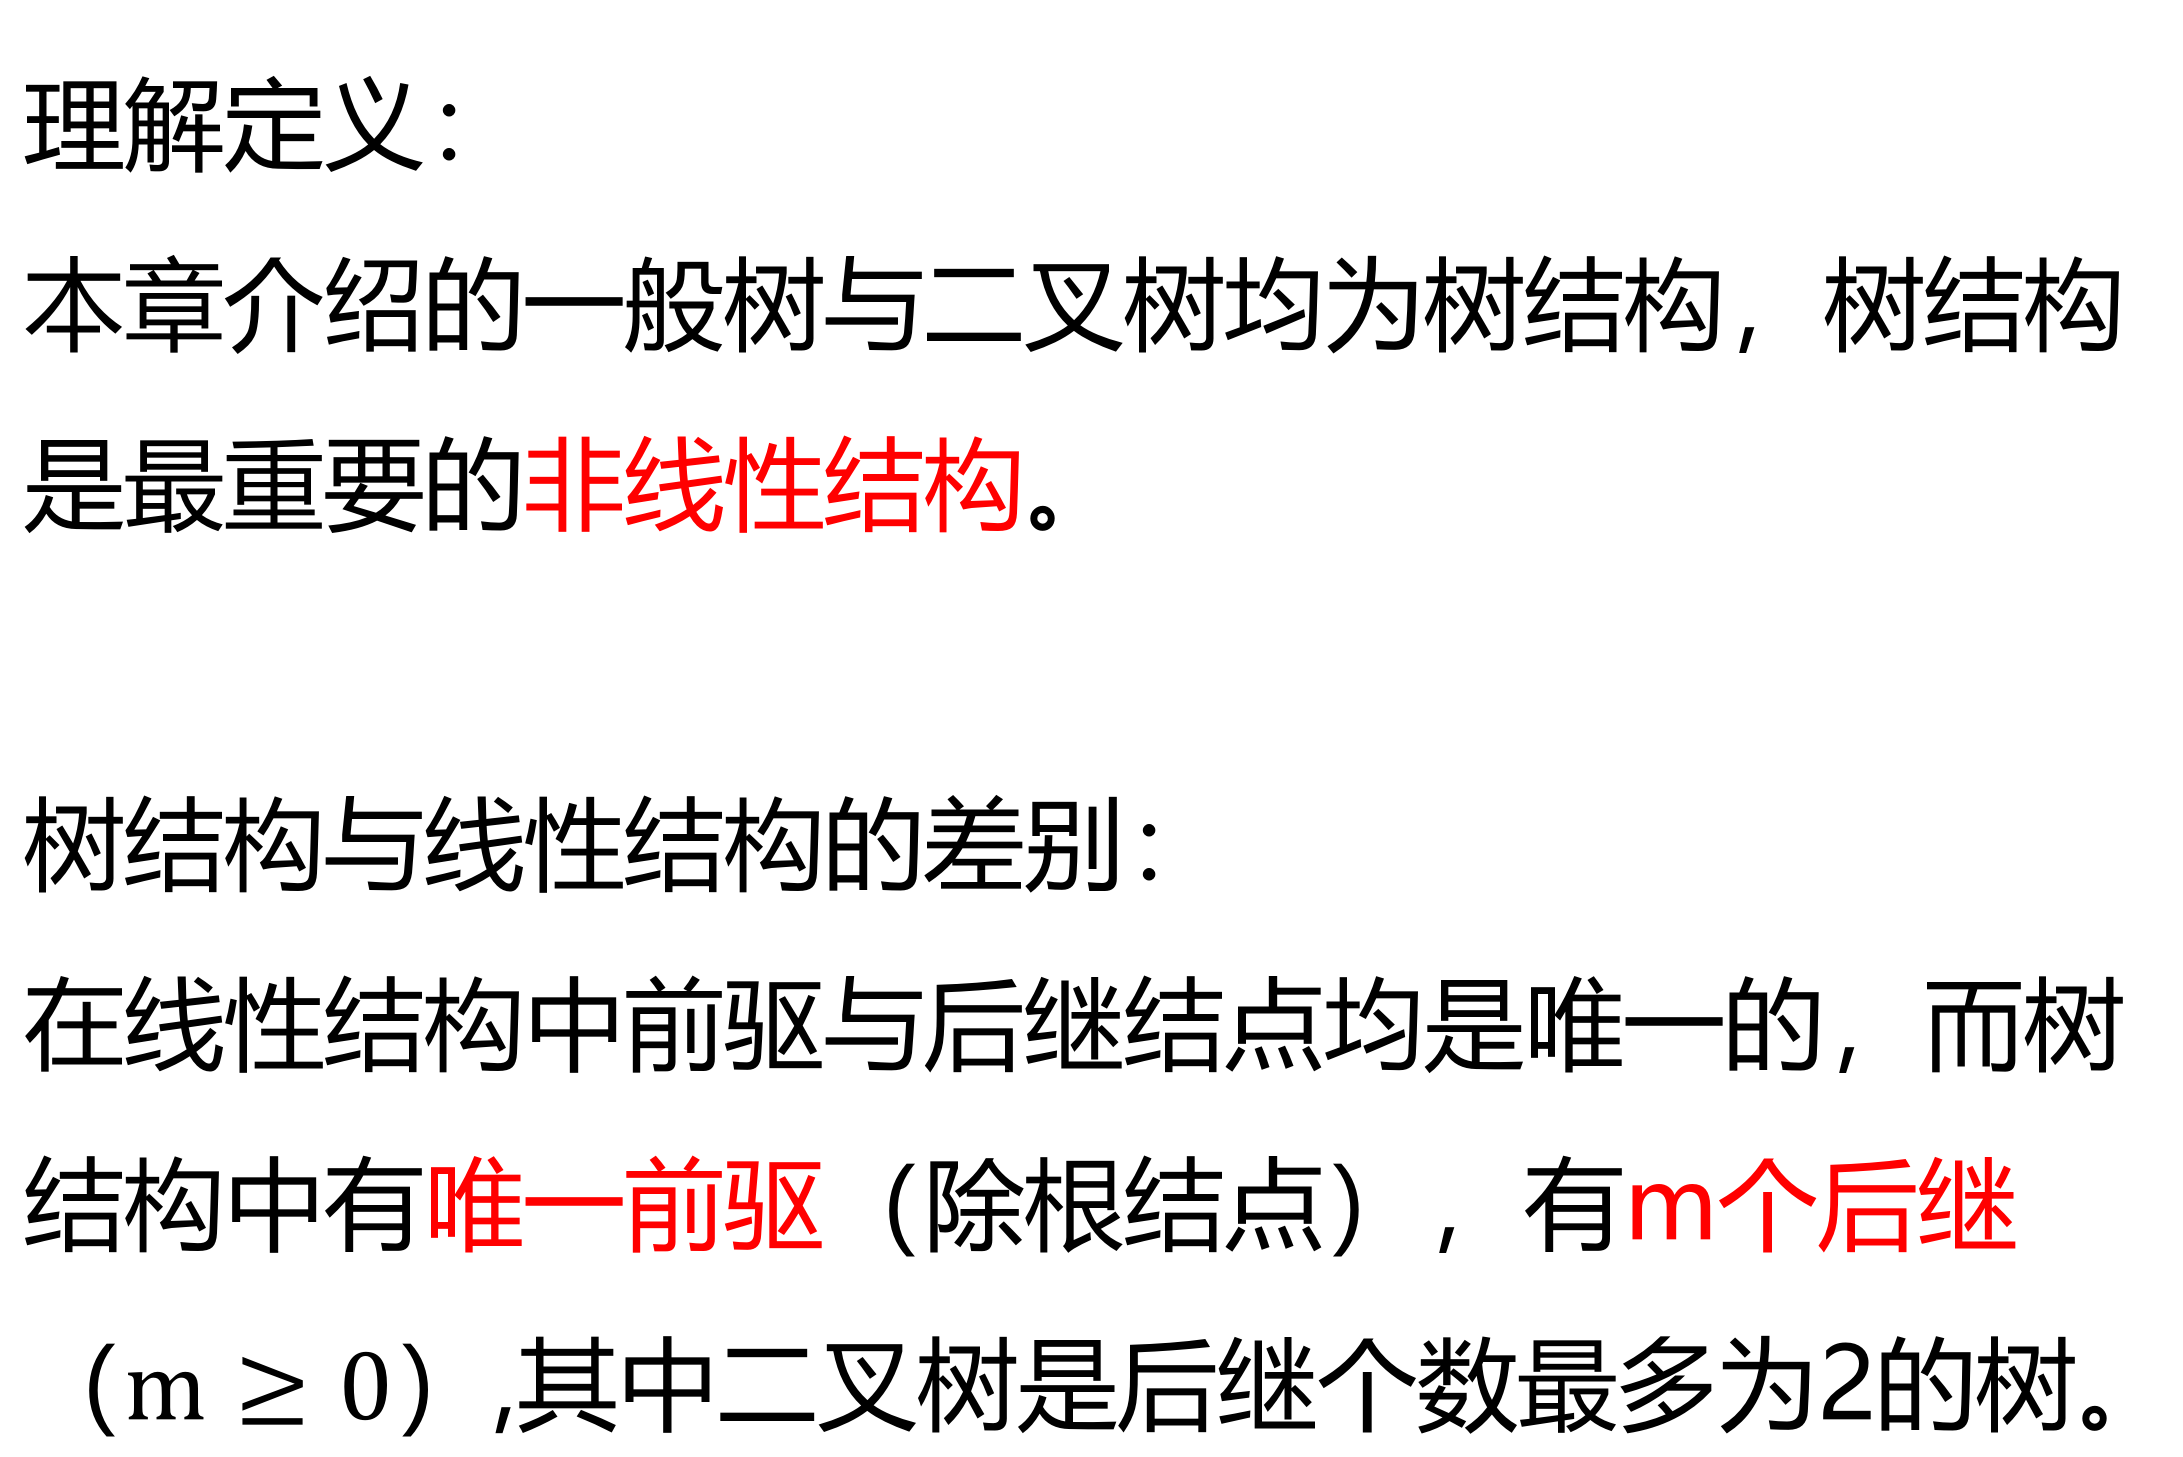 理解定义：
本章介绍的一般树与二叉树均为树结构，树结构
是最重要的非线性结构。
树结构与线性结构的差别：
在线性结构中前驱与后继结点均是唯一的，而树
结构中有唯一前驱（除根结点），有m个后继
（m ≥ 0）,其中二叉树是后继个数最多为2的树。